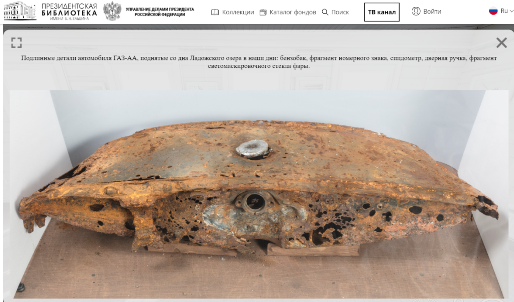 ПРЕЗИДЕНТСКАЯ
БИБЛИОТЕКА
ИМЕНИ Б.Н. ЕЛЬЦИНА
УПРАВЛЕНИЕ ДЕЛАМИ ПРЕЗИДЕНТА
РОССИЙСКОЙ ФЕДЕРАЦИИ
Коллекции
Каталог фондов
Поиск
ТВ канал
Войти
RU
Подлинные детали автомобиля ГАЗ-АА, поднятые со дна Ладожского озера в наши дни: бензобак, фрагмент номерного знака, спидометр, дверная ручка, фрагмент
светомаскировочного стекла фары.